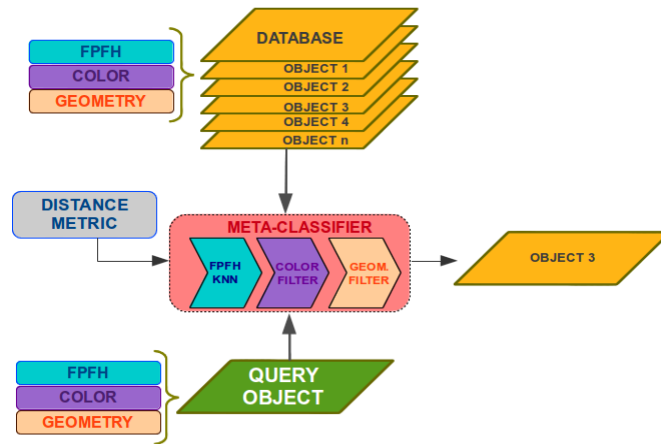 DATABASE
FPFH
COLOR
GEOMETRY
OBJECT 1
OBJECT 2
OBJECT 3
OBJECT 4
OBJECT n
DISTANCE
METRIC
META-CLASSIFIER
FPFH
KNN
COLOR
FILTER
GEOM.
FILTER
OBJECT 3
FPFH
COLOR
GEOMETRY
QUERY
OBJECT